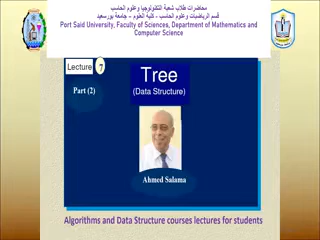 محاضرات طلاب شعبة التكنولوجيا وعلوم الحاسب
قسم الرياضيات وعلوم الحاسب - كلية العلوم - جامعة بورسعيد
Port Said University, Faculty of Sciences, Department of Mathematics and
Computer Science
Lecture 7
Tree
(Data Structure)
Part (2)
Ahmed Salama
Algorithms and Data Structure courses lectures for students